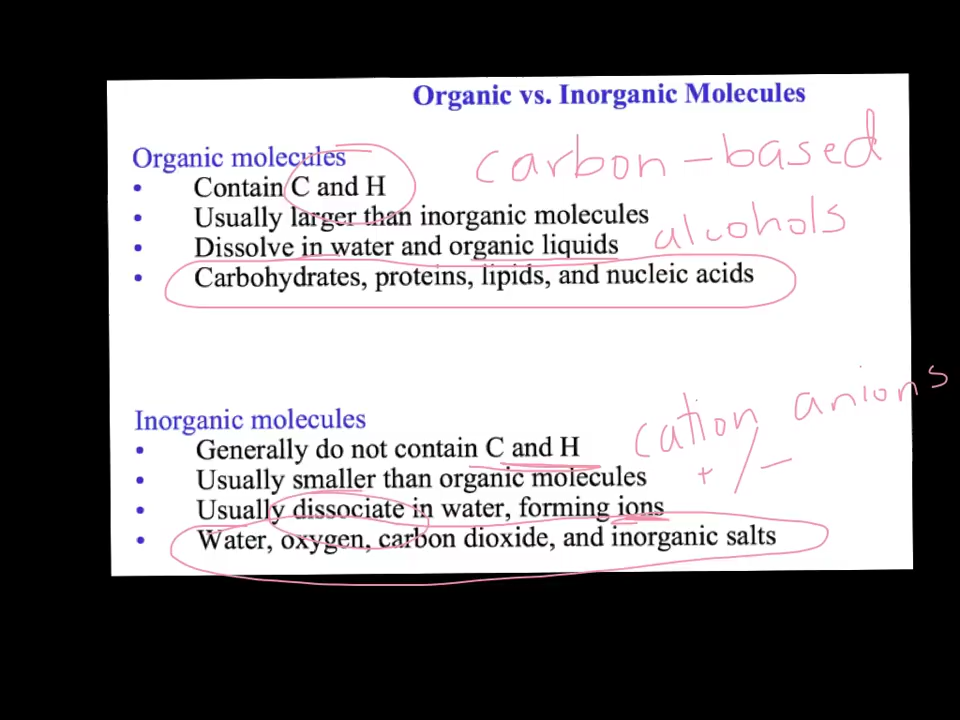 Organic vs. Inorganic Molecules
Organic molecules
carbon-based
• Contain C and H
• Usually larger than inorganic molecules
alcohols
• Dissolve in water and organic liquids
• Carbohydrates, proteins, lipids, and nucleic acids
Inorganic molecules
cation anions
• Generally do not contain C and H
+ / -
• Usually smaller than organic molecules
• Usually dissociate in water, forming ions
• Water, oxygen, carbon dioxide, and inorganic salts